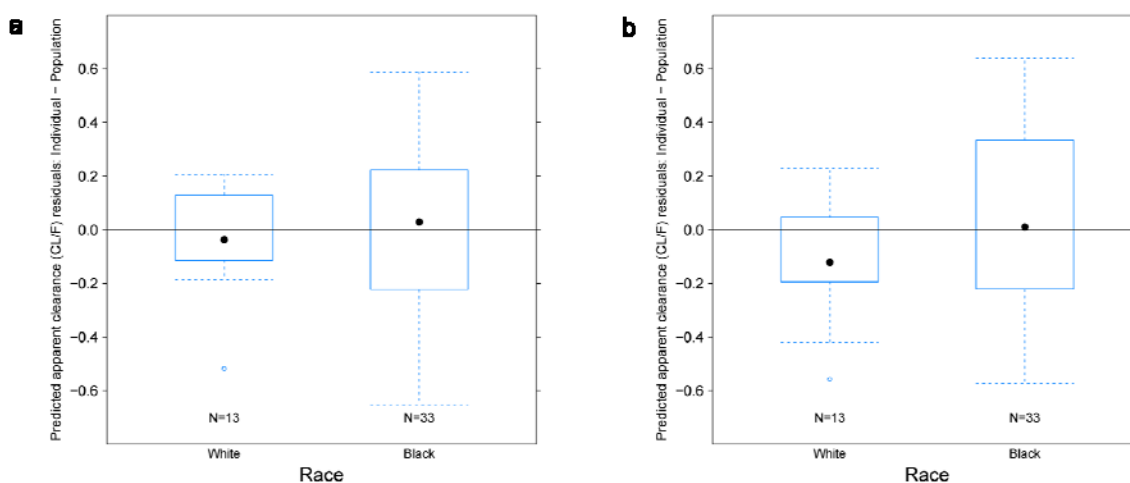 a
Predicted apparent clearance (CL/F) residuals: Individual − Population
0.6
0.4
0.2
0.0
−0.2
−0.4
−0.6
N=13
N=33
White
Black
Race
b
Predicted apparent clearance (CL/F) residuals: Individual − Population
0.6
0.4
0.2
0.0
−0.2
−0.4
−0.6
N=13
N=33
White
Black
Race